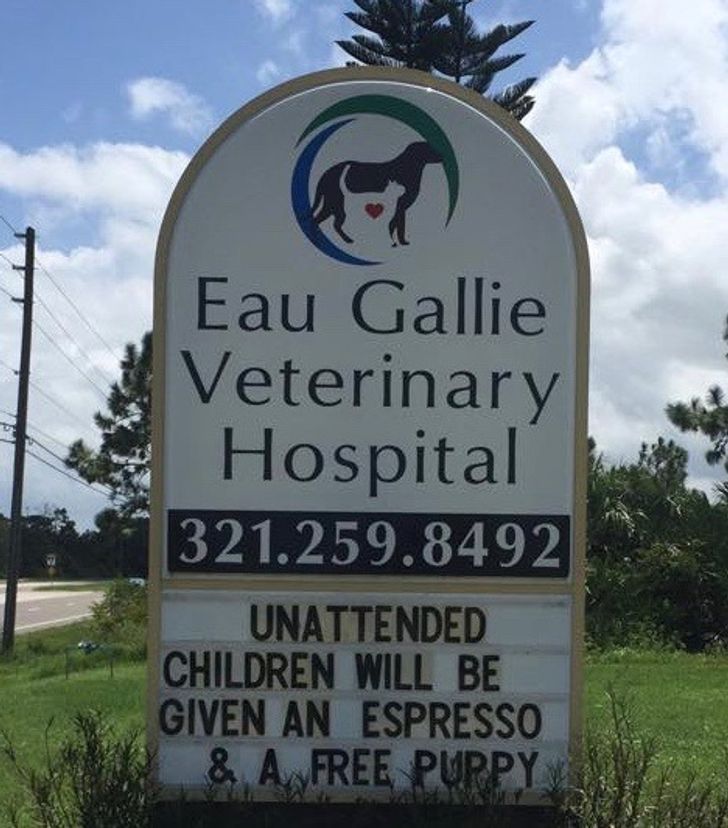 Eau Gallie
Veterinary
Hospital
321.259.8492
UNATTENDED
CHILDREN WILL BE
GIVEN AN ESPRESSO
& A FREE PUPPY